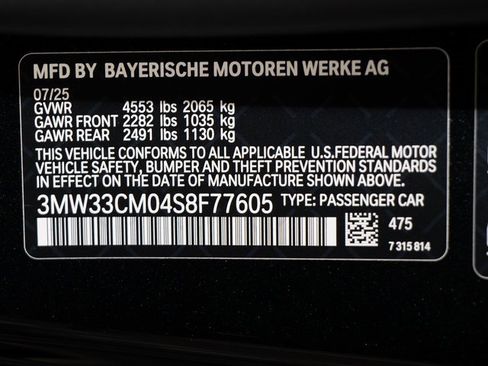 MFD BY BAYERISCHE MOTOREN WERKE AG
07/25
GVWR 4553 lbs 2065 kg
GAWR FRONT 2282 lbs 1035 kg
GAWR REAR 2491 lbs 1130 kg
THIS VEHICLE CONFORMS TO ALL APPLICABLE U.S.FEDERAL MOTOR
VEHICLE SAFETY, BUMPER AND THEFT PREVENTION STANDARDS
IN EFFECT ON THE DATE OF MANUFACTURE SHOWN ABOVE.
3MW33CM04S8F77605 TYPE: PASSENGER CAR
475
7 315 814